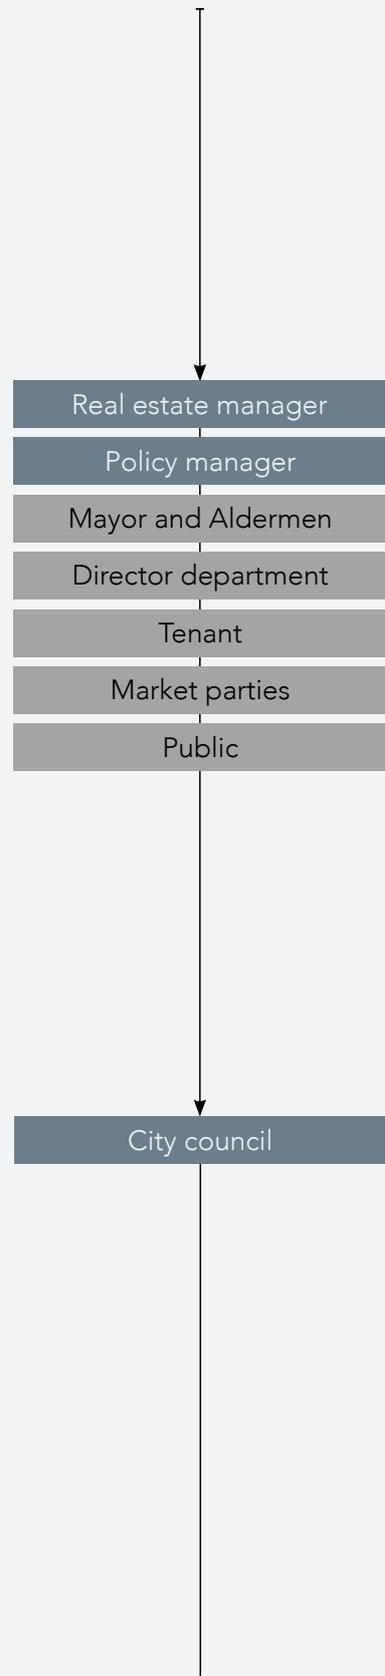 Real estate manager
Policy manager
Mayor and Aldermen
Director department
Tenant
Market parties
Public
City council